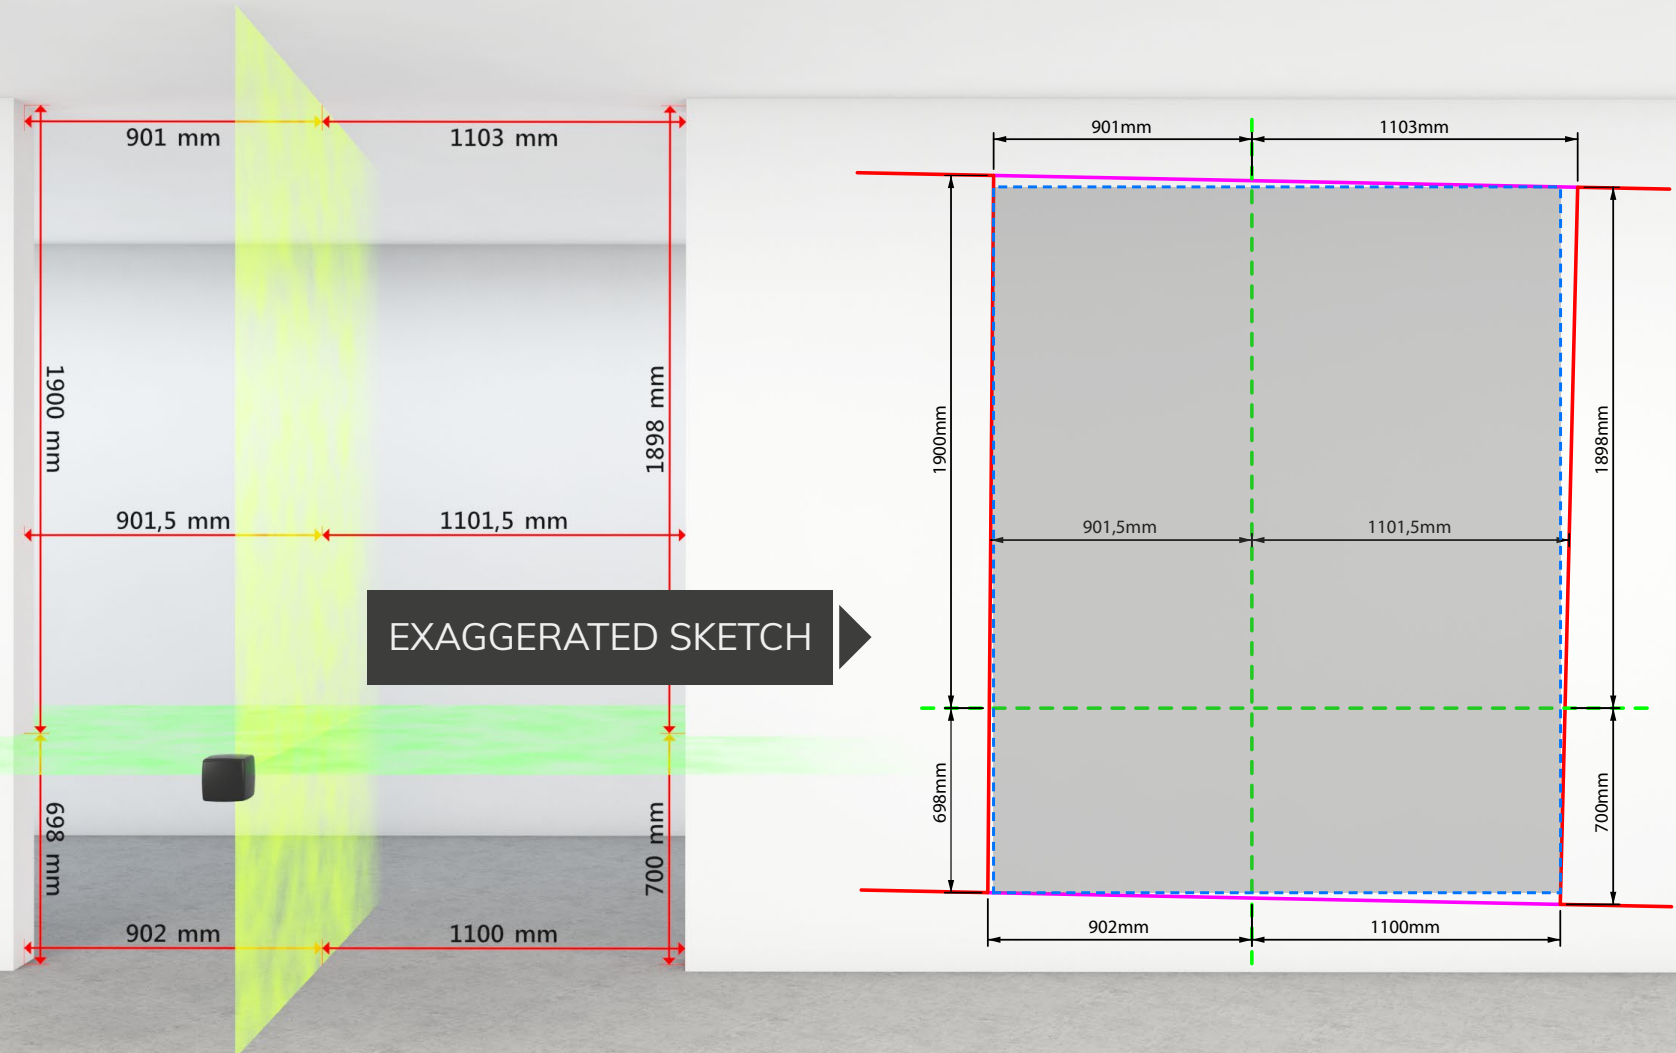 901 mm
1103 mm
1900 mm
1898 mm
901,5 mm
1101,5 mm
698 mm
700 mm
902 mm
1100 mm
EXAGGERATED SKETCH
901mm
1103mm
1900mm
1898mm
901,5mm
1101,5mm
698mm
700mm
902mm
1100mm